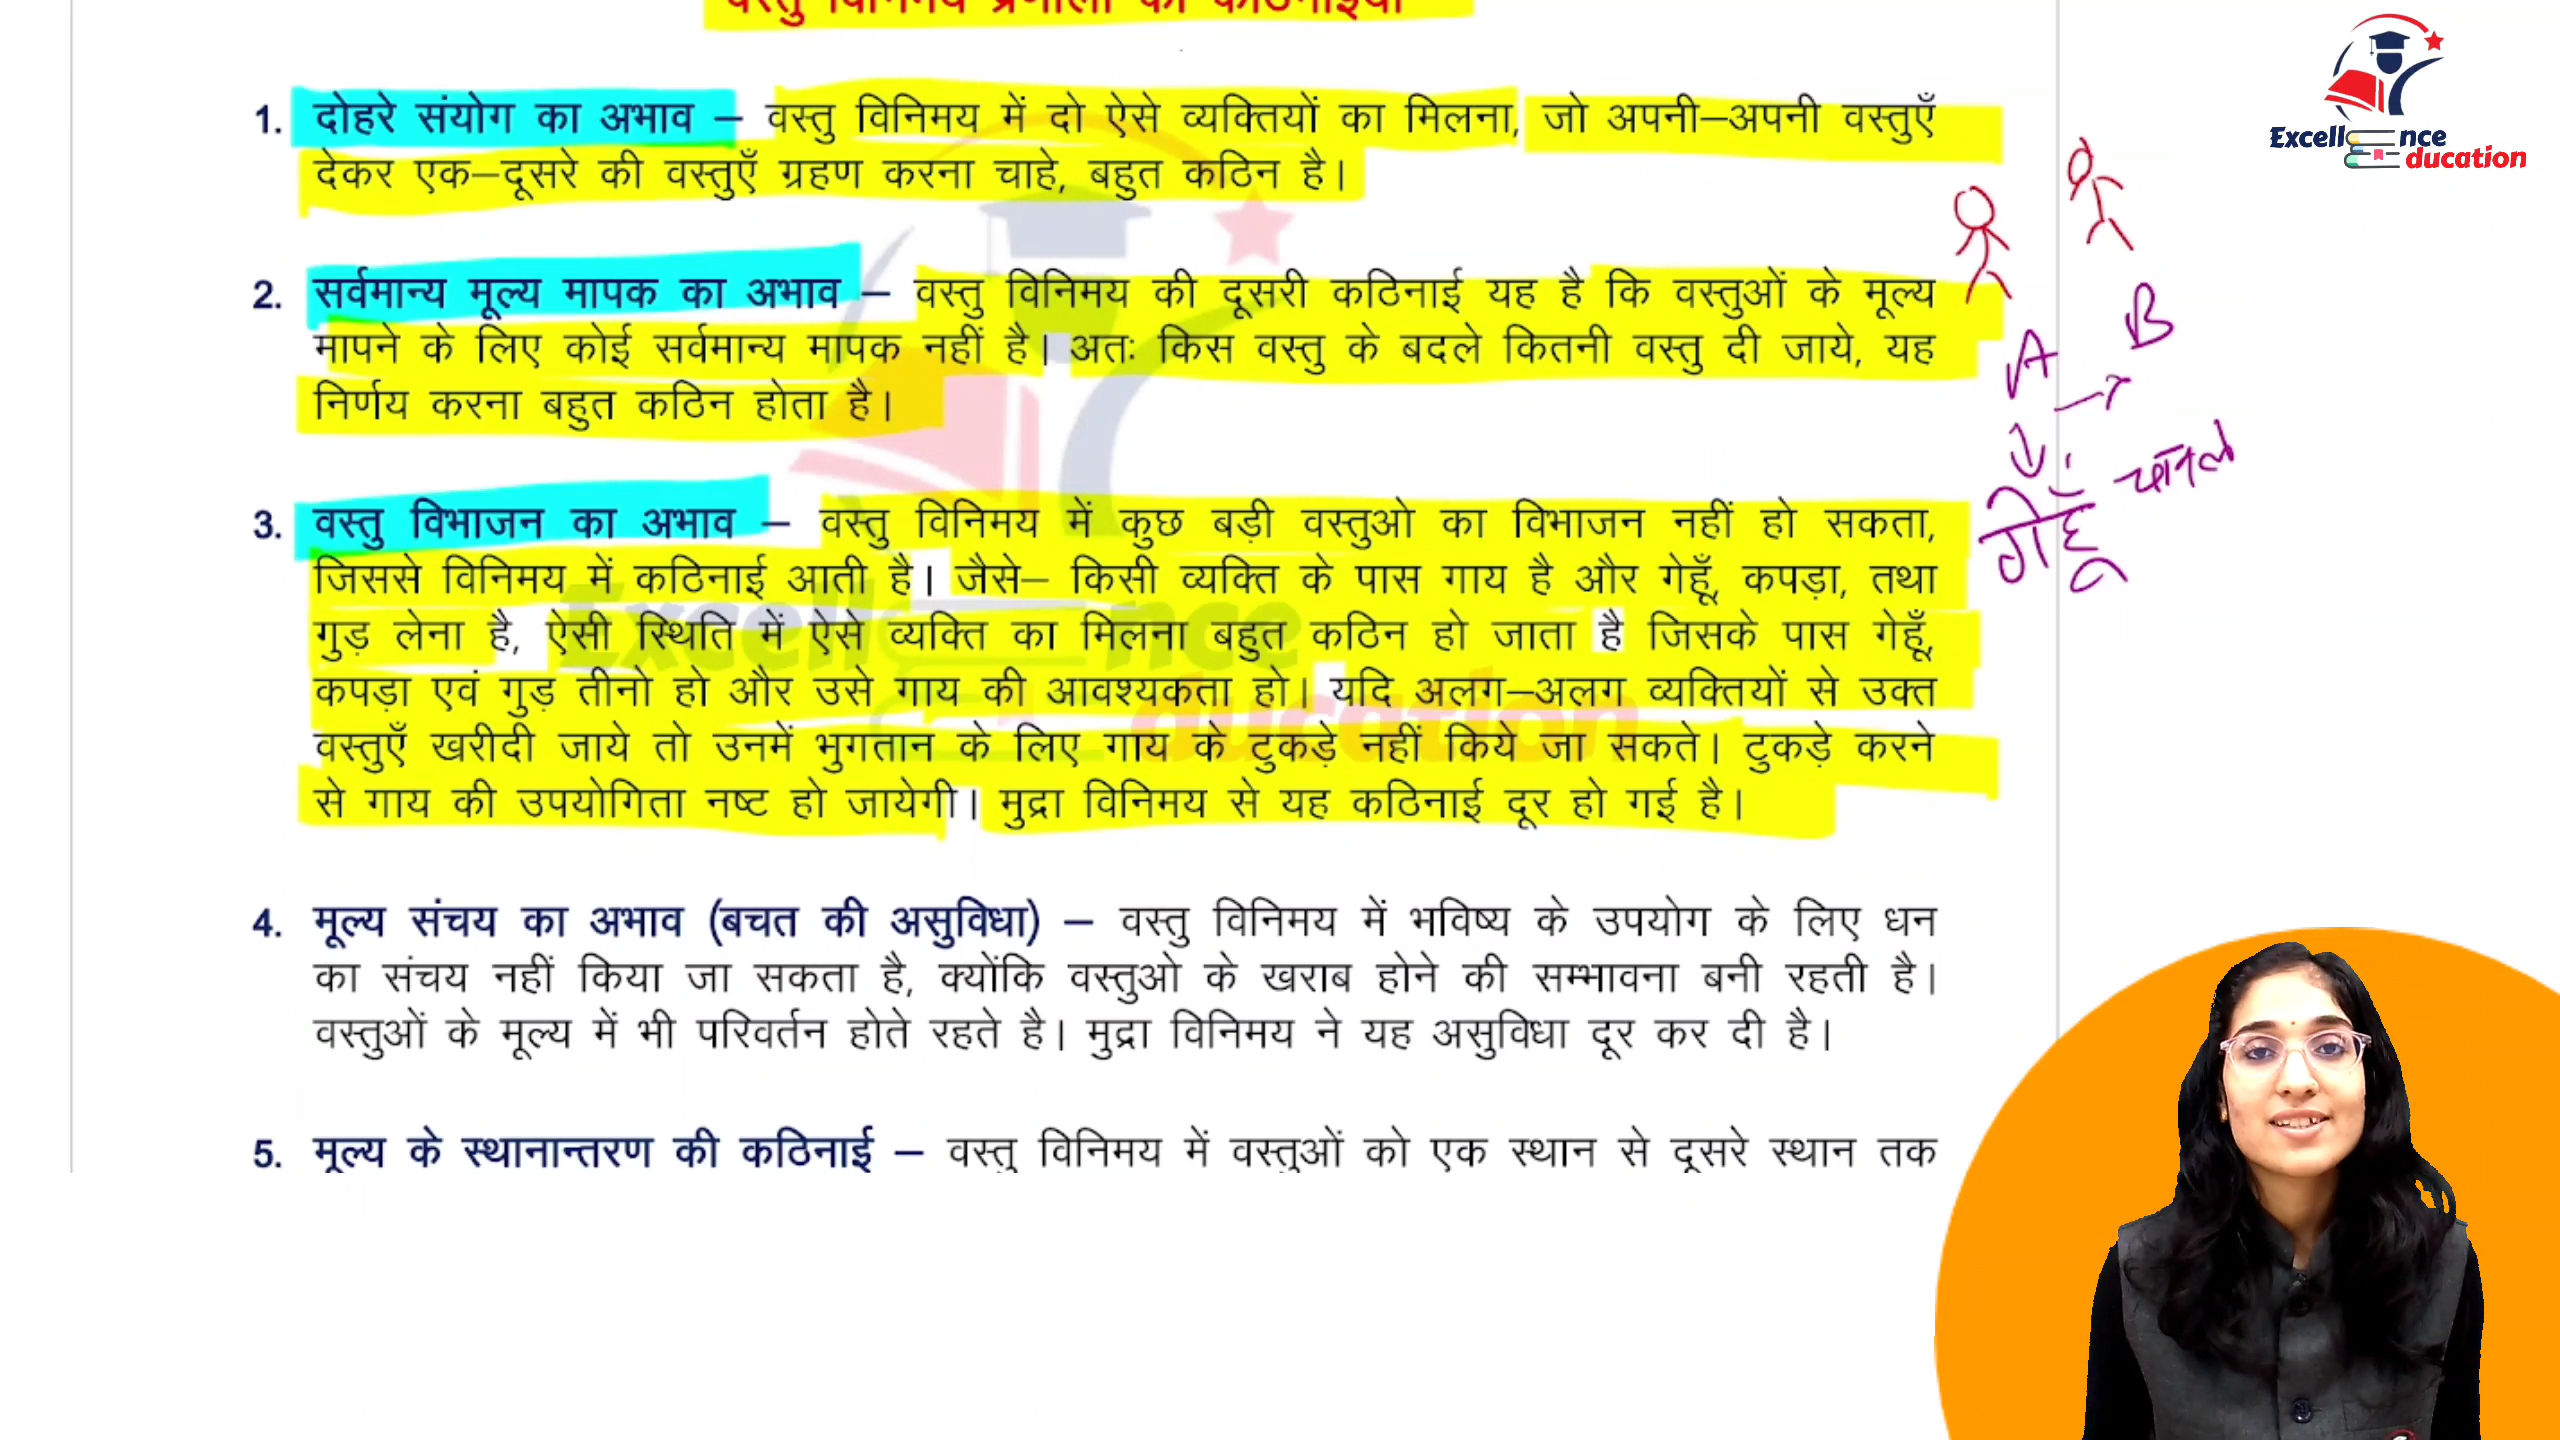 वस्तु विनिमय प्रणाली की कठिनाइयाँ
1. दोहरे संयोग का अभाव – वस्तु विनिमय में दो ऐसे व्यक्तियों का मिलना, जो अपनी–अपनी वस्तुएँ
देकर एक–दूसरे की वस्तुएँ ग्रहण करना चाहे, बहुत कठिन है।
2. सर्वमान्य मूल्य मापक का अभाव – वस्तु विनिमय की दूसरी कठिनाई यह है कि वस्तुओं के मूल्य
मापने के लिए कोई सर्वमान्य मापक नहीं है। अतः किस वस्तु के बदले कितनी वस्तु दी जाये, यह
निर्णय करना बहुत कठिन होता है।
3. वस्तु विभाजन का अभाव – वस्तु विनिमय में कुछ बड़ी वस्तुओ का विभाजन नहीं हो सकता,
जिससे विनिमय में कठिनाई आती है। जैसे– किसी व्यक्ति के पास गाय है और गेहूँ, कपड़ा, तथा
गुड़ लेना है, ऐसी स्थिति में ऐसे व्यक्ति का मिलना बहुत कठिन हो जाता है जिसके पास गेहूँ,
कपड़ा एवं गुड़ तीनो हो और उसे गाय की आवश्यकता हो। यदि अलग–अलग व्यक्तियों से उक्त
वस्तुएँ खरीदी जाये तो उनमें भुगतान के लिए गाय के टुकड़े नहीं किये जा सकते। टुकड़े करने
से गाय की उपयोगिता नष्ट हो जायेगी। मुद्रा विनिमय से यह कठिनाई दूर हो गई है।
4. मूल्य संचय का अभाव (बचत की असुविधा) – वस्तु विनिमय में भविष्य के उपयोग के लिए धन
का संचय नहीं किया जा सकता है, क्योंकि वस्तुओ के खराब होने की सम्भावना बनी रहती है।
वस्तुओं के मूल्य में भी परिवर्तन होते रहते है। मुद्रा विनिमय ने यह असुविधा दूर कर दी है।
5. मूल्य के स्थानान्तरण की कठिनाई – वस्तु विनिमय में वस्तुओं को एक स्थान से दूसरे स्थान तक
A B
गेहूँ
Excellence
Education